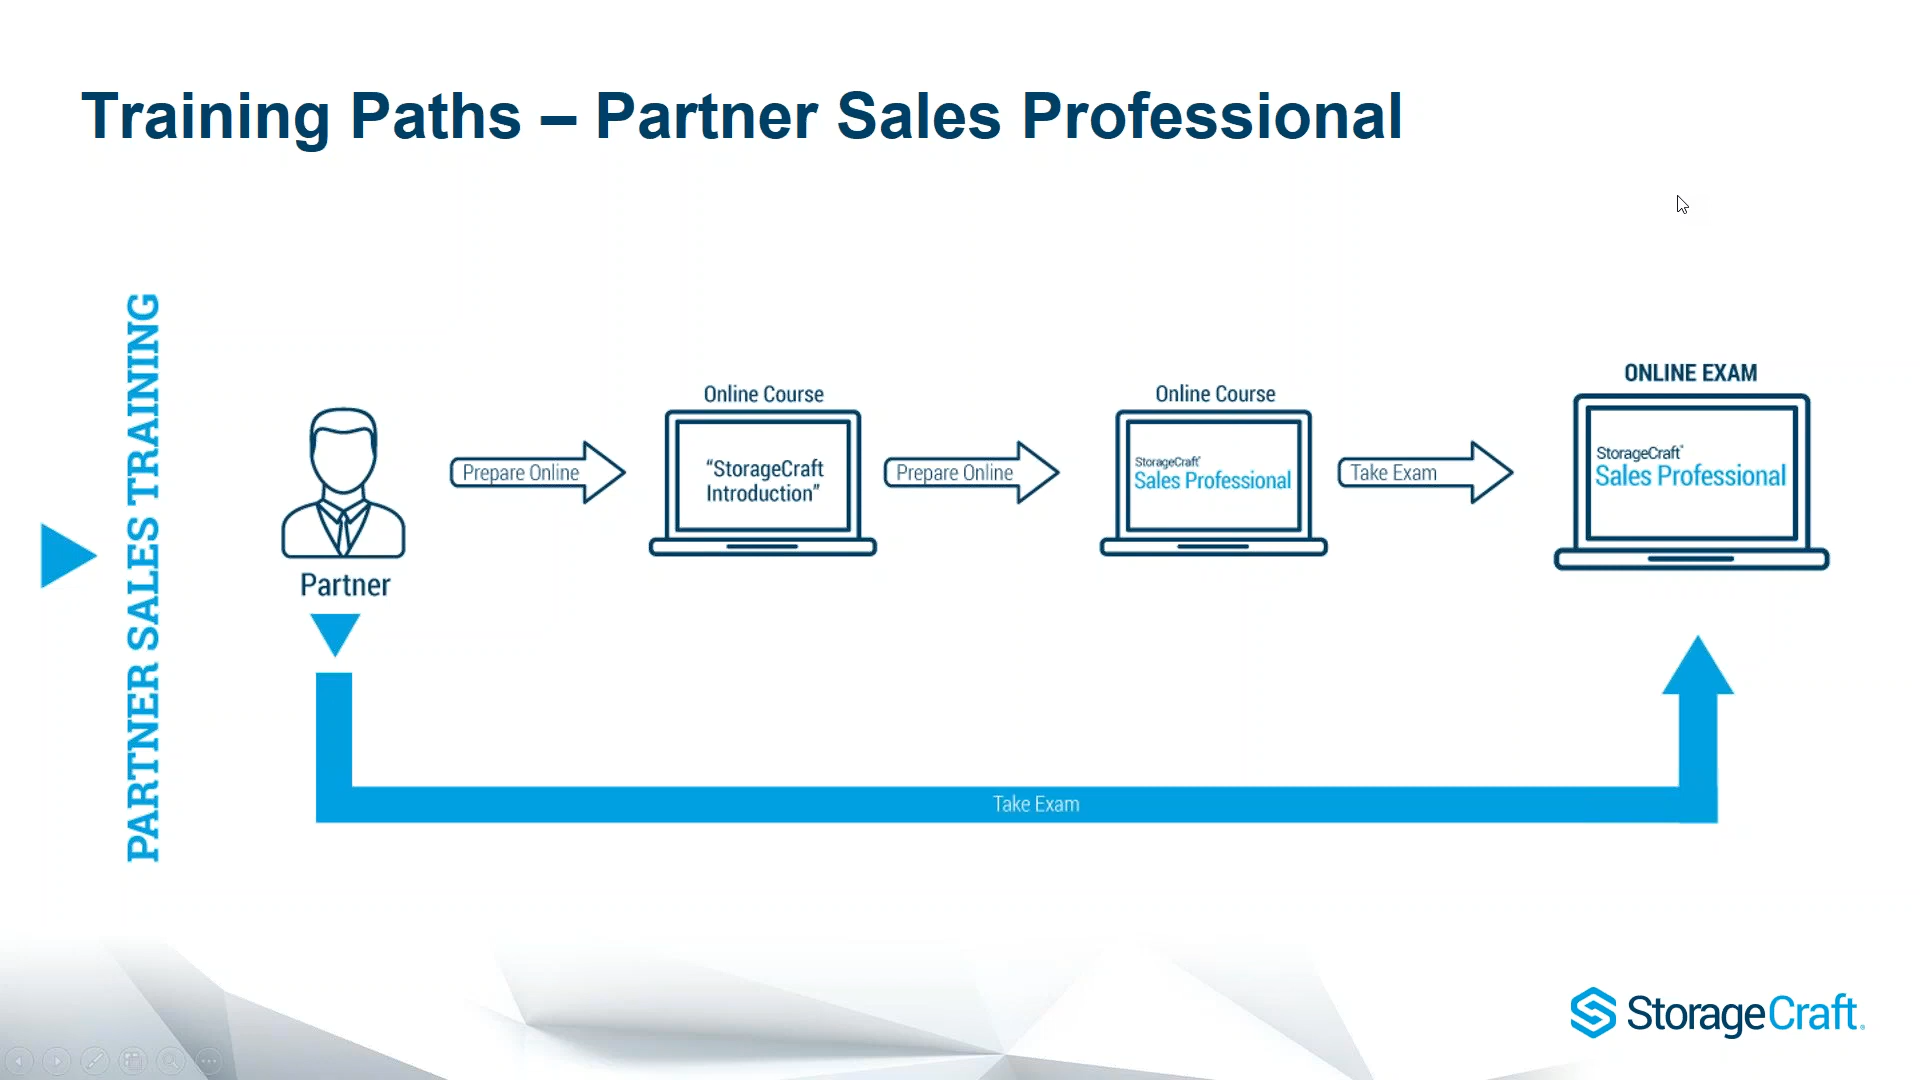 Training Paths – Partner Sales Professional
PARTNER SALES TRAINING
Partner
Prepare Online
Online Course
“StorageCraft
Introduction”
Prepare Online
Online Course
StorageCraft®
Sales Professional
Take Exam
ONLINE EXAM
StorageCraft™
Sales Professional
Take Exam
StorageCraft®